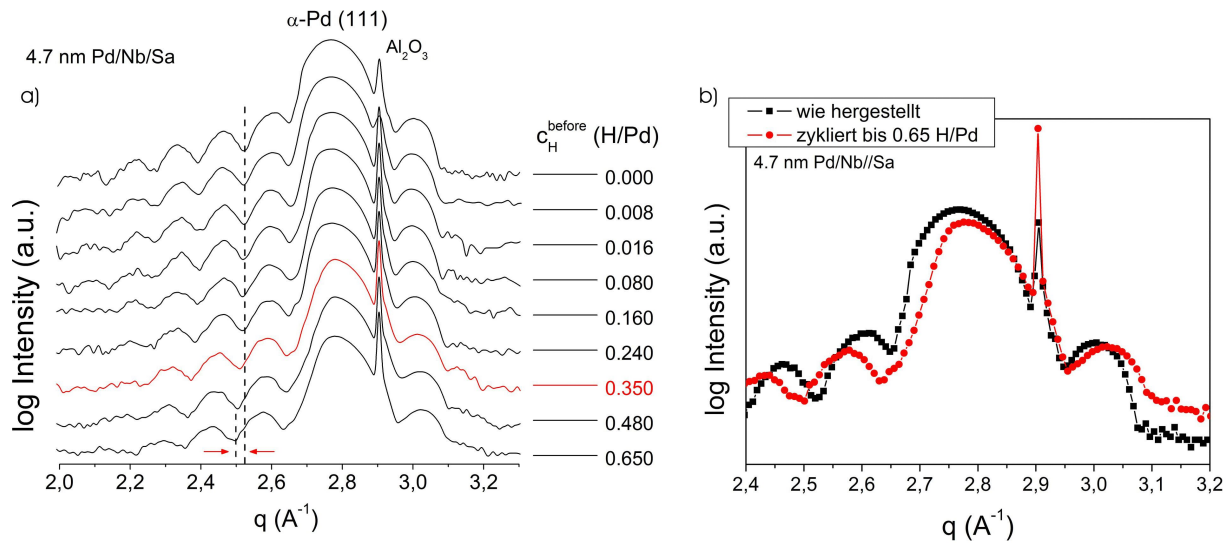 α-Pd (111)
4.7 nm Pd/Nb/Sa
Al2O3
a)
c_H^before (H/Pd)
0.000
0.008
0.016
0.080
0.160
0.240
0.350
0.480
0.650
log Intensity (a.u.)
2,0 2,2 2,4 2,6 2,8 3,0 3,2
q (A⁻¹)
b)
wie hergestellt
zykliert bis 0.65 H/Pd
4.7 nm Pd/Nb//Sa
log Intensity (a.u.)
2,4 2,5 2,6 2,7 2,8 2,9 3,0 3,1 3,2
q (A⁻¹)